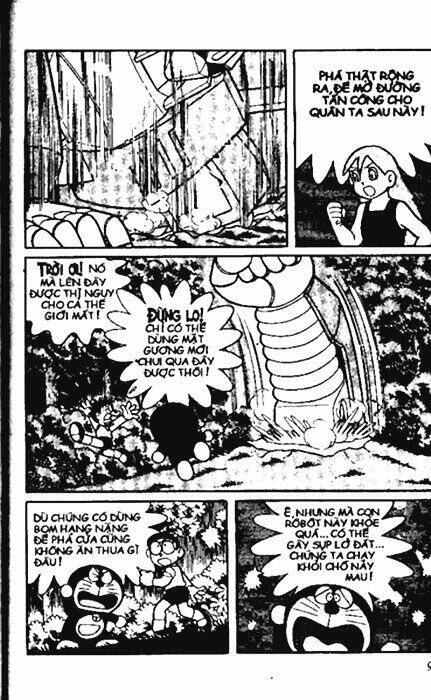 PHÁ THẬT RỘNG
RA, ĐỂ MỞ ĐƯỜNG
TẤN CÔNG CHO
QUÂN TA SAU NÀY!
TRỜI ƠI! NÓ
MÀ LÊN ĐÂY
ĐƯỢC THÌ NGUY
CHO CẢ THẾ
GIỚI MẤT!
ĐỪNG LO!
CHỈ CÓ THỂ
DÙNG MẶT
GƯƠNG MỚI
CHUI QUA ĐÂY
ĐƯỢC THÔI!
DÙ CHÚNG CÓ DÙNG
BOM HẠNG NẶNG
ĐỂ PHÁ CỬA CŨNG
KHÔNG ĂN THUA GÌ
ĐÂU!
Ê, NHƯNG MÀ CON
RÔBỐT NÀY KHỎE
QUÁ... CÓ THỂ
GÂY SỤP LỞ ĐẤT...
CHÚNG TA CHẠY
KHỎI CHỖ NÀY
MAU!